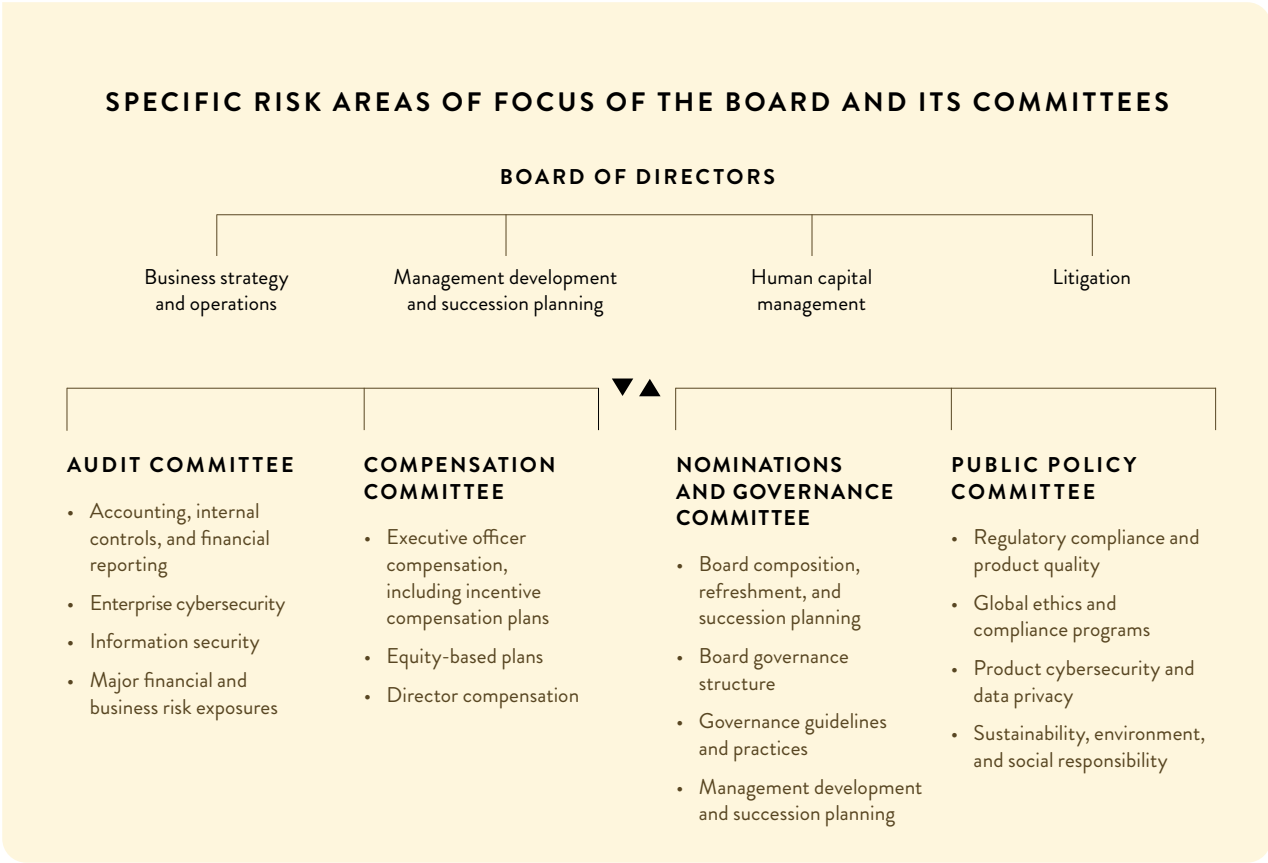 SPECIFIC RISK AREAS OF FOCUS OF THE BOARD AND ITS COMMITTEES
BOARD OF DIRECTORS
Business strategy
and operations
Management development
and succession planning
Human capital
management
Litigation
AUDIT COMMITTEE
• Accounting, internal
controls, and financial
reporting
• Enterprise cybersecurity
• Information security
• Major financial and
business risk exposures
COMPENSATION
COMMITTEE
• Executive officer
compensation,
including incentive
compensation plans
• Equity-based plans
• Director compensation
NOMINATIONS
AND GOVERNANCE
COMMITTEE
• Board composition,
refreshment, and
succession planning
• Board governance
structure
• Governance guidelines
and practices
• Management development
and succession planning
PUBLIC POLICY
COMMITTEE
• Regulatory compliance and
product quality
• Global ethics and
compliance programs
• Product cybersecurity and
data privacy
• Sustainability, environment,
and social responsibility